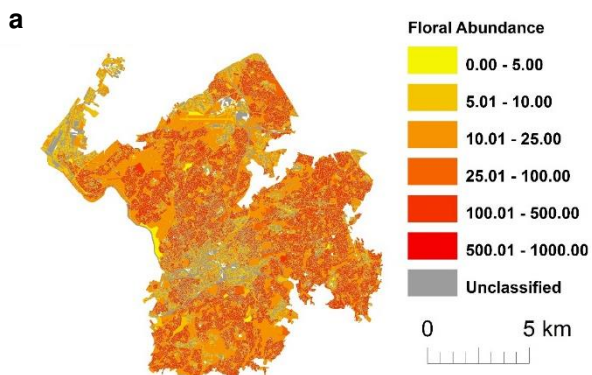 a
Floral Abundance
0.00 - 5.00
5.01 - 10.00
10.01 - 25.00
25.01 - 100.00
100.01 - 500.00
500.01 - 1000.00
Unclassified
0 5 km